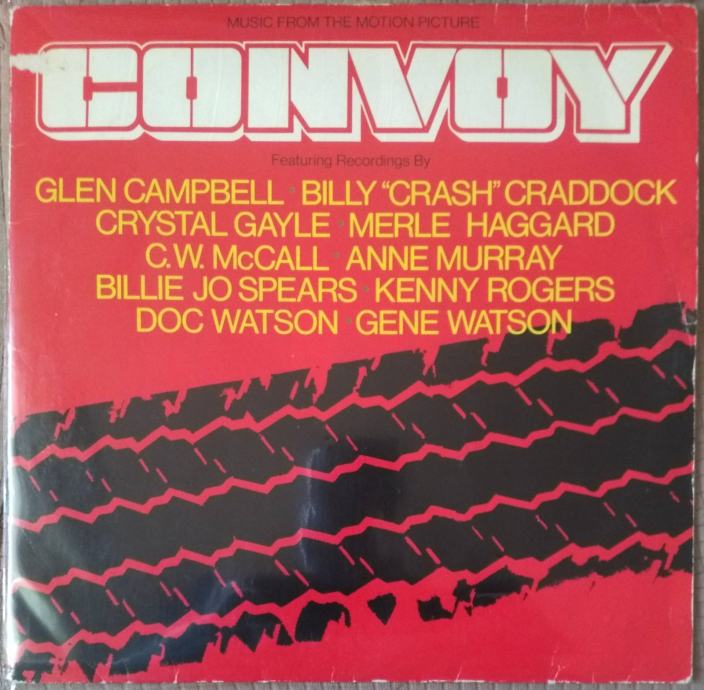 MUSIC FROM THE MOTION PICTURE
CONVOY
Featuring Recordings By
GLEN CAMPBELL • BILLY “CRASH” CRADDOCK
CRYSTAL GAYLE • MERLE HAGGARD
C.W. McCALL • ANNE MURRAY
BILLIE JO SPEARS • KENNY ROGERS
DOC WATSON • GENE WATSON